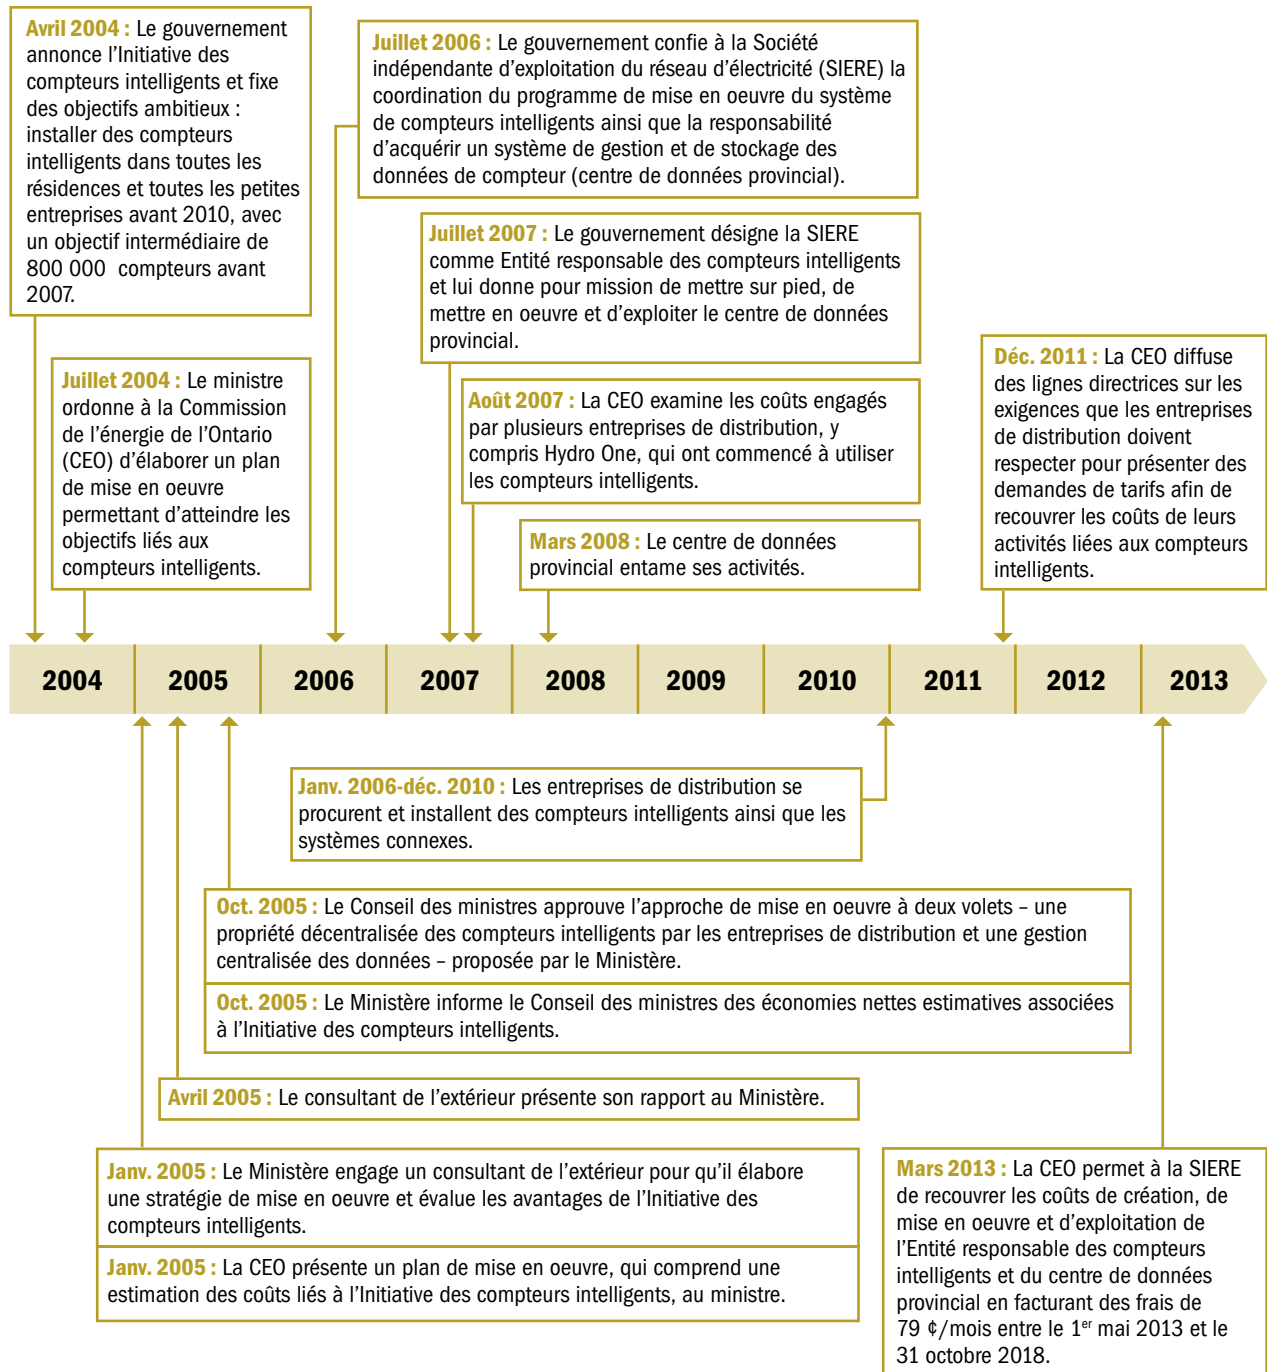 Avril 2004 : Le gouvernement
annonce l’Initiative des
compteurs intelligents et fixe
des objectifs ambitieux :
installer des compteurs
intelligents dans toutes les
résidences et toutes les petites
entreprises avant 2010, avec
un objectif intermédiaire de
800 000 compteurs avant
2007.
Juillet 2004 : Le ministre
ordonne à la Commission
de l’énergie de l’Ontario
(CEO) d’élaborer un plan
de mise en oeuvre
permettant d’atteindre les
objectifs liés aux
compteurs intelligents.
Juillet 2006 : Le gouvernement confie à la Société
indépendante d’exploitation du réseau d’électricité (SIERE) la
coordination du programme de mise en oeuvre du système
de compteurs intelligents ainsi que la responsabilité
d’acquérir un système de gestion et de stockage des
données de compteur (centre de données provincial).
Juillet 2007 : Le gouvernement désigne la SIERE
comme Entité responsable des compteurs intelligents
et lui donne pour mission de mettre sur pied, de
mettre en oeuvre et d’exploiter le centre de données
provincial.
Août 2007 : La CEO examine les coûts engagés
par plusieurs entreprises de distribution, y
compris Hydro One, qui ont commencé à utiliser
les compteurs intelligents.
Mars 2008 : Le centre de données
provincial entame ses activités.
Déc. 2011 : La CEO diffuse
des lignes directrices sur les
exigences que les entreprises
de distribution doivent
respecter pour présenter des
demandes de tarifs afin de
recouvrer les coûts de leurs
activités liées aux compteurs
intelligents.
2004 2005 2006 2007 2008 2009 2010 2011 2012 2013
Janv. 2006-déc. 2010 : Les entreprises de distribution se
procurent et installent des compteurs intelligents ainsi que les
systèmes connexes.
Oct. 2005 : Le Conseil des ministres approuve l’approche de mise en oeuvre à deux volets – une
propriété décentralisée des compteurs intelligents par les entreprises de distribution et une gestion
centralisée des données – proposée par le Ministère.
Oct. 2005 : Le Ministère informe le Conseil des ministres des économies nettes estimatives associées
à l’Initiative des compteurs intelligents.
Avril 2005 : Le consultant de l’extérieur présente son rapport au Ministère.
Janv. 2005 : Le Ministère engage un consultant de l’extérieur pour qu’il élabore
une stratégie de mise en oeuvre et évalue les avantages de l’Initiative des
compteurs intelligents.
Janv. 2005 : La CEO présente un plan de mise en oeuvre, qui comprend une
estimation des coûts liés à l’Initiative des compteurs intelligents, au ministre.
Mars 2013 : La CEO permet à la SIERE
de recouvrer les coûts de création, de
mise en oeuvre et d’exploitation de
l’Entité responsable des compteurs
intelligents et du centre de données
provincial en facturant des frais de
79 ¢/mois entre le 1er mai 2013 et le
31 octobre 2018.